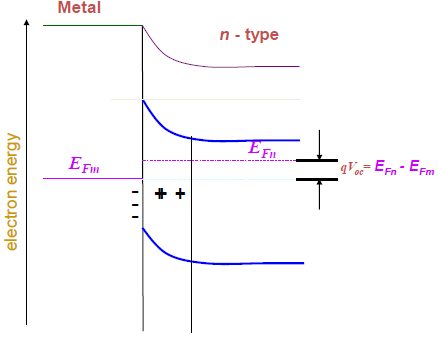 Metal
n - type
electron energy
E_Fm
E_Fn
qV_oc = E_Fn - E_Fm
- + +
-
-